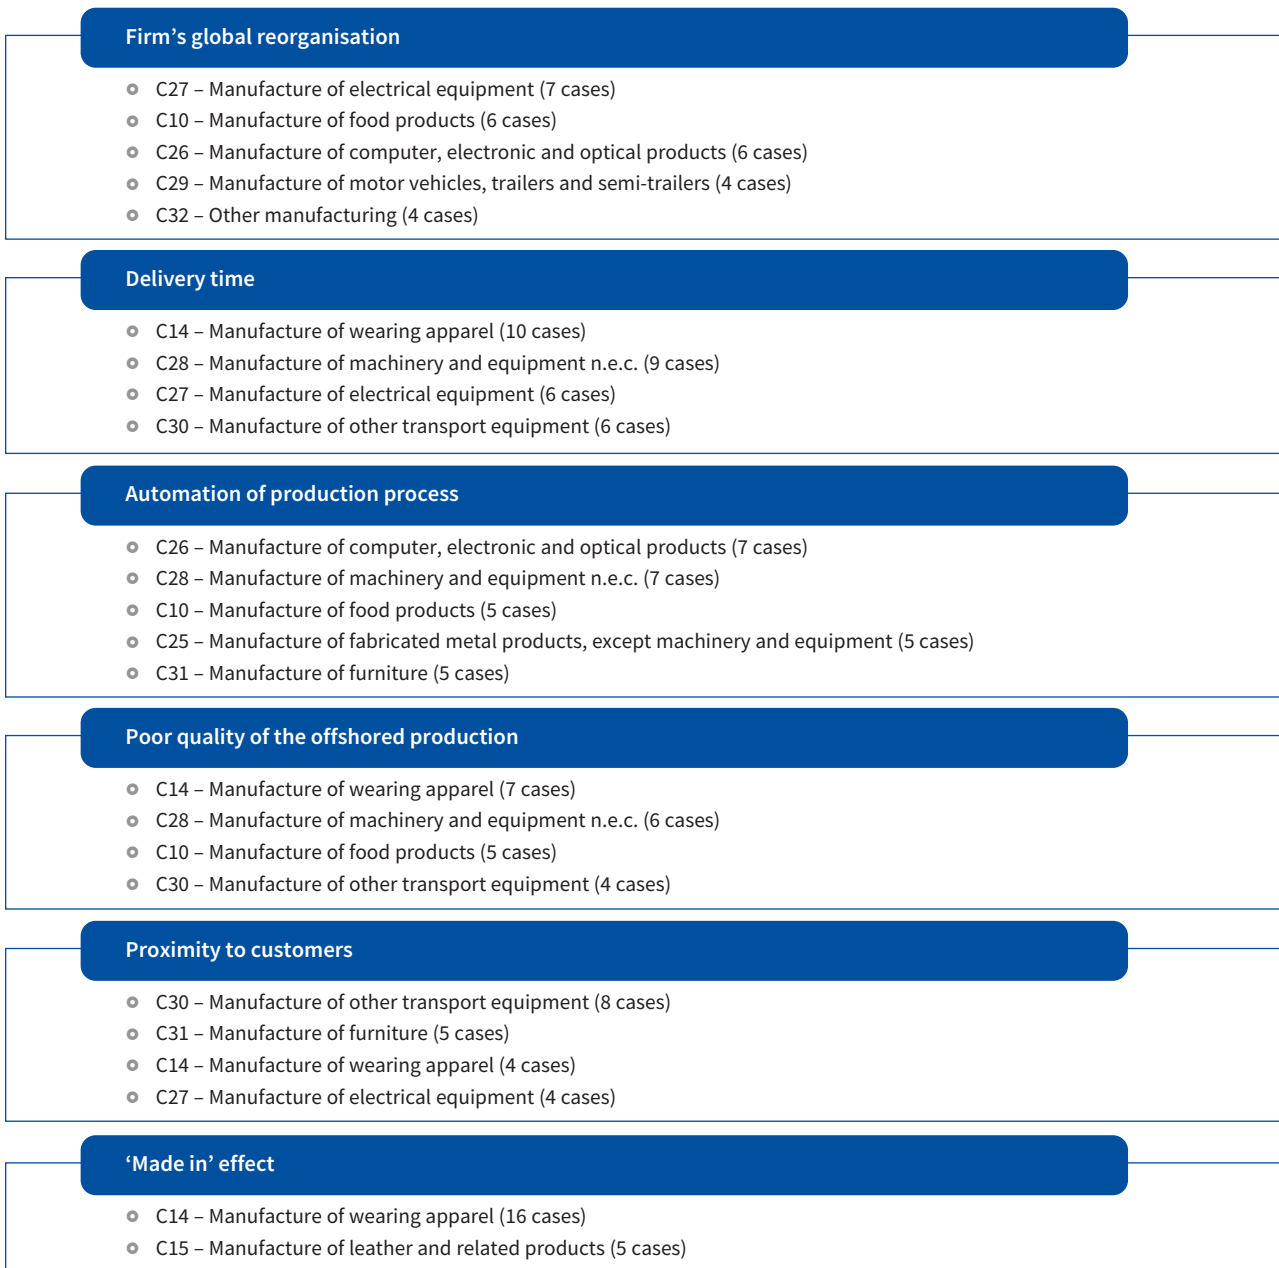 Firm’s global reorganisation
C27 – Manufacture of electrical equipment (7 cases)
C10 – Manufacture of food products (6 cases)
C26 – Manufacture of computer, electronic and optical products (6 cases)
C29 – Manufacture of motor vehicles, trailers and semi-trailers (4 cases)
C32 – Other manufacturing (4 cases)
Delivery time
C14 – Manufacture of wearing apparel (10 cases)
C28 – Manufacture of machinery and equipment n.e.c. (9 cases)
C27 – Manufacture of electrical equipment (6 cases)
C30 – Manufacture of other transport equipment (6 cases)
Automation of production process
C26 – Manufacture of computer, electronic and optical products (7 cases)
C28 – Manufacture of machinery and equipment n.e.c. (7 cases)
C10 – Manufacture of food products (5 cases)
C25 – Manufacture of fabricated metal products, except machinery and equipment (5 cases)
C31 – Manufacture of furniture (5 cases)
Poor quality of the offshored production
C14 – Manufacture of wearing apparel (7 cases)
C28 – Manufacture of machinery and equipment n.e.c. (6 cases)
C10 – Manufacture of food products (5 cases)
C30 – Manufacture of other transport equipment (4 cases)
Proximity to customers
C30 – Manufacture of other transport equipment (8 cases)
C31 – Manufacture of furniture (5 cases)
C14 – Manufacture of wearing apparel (4 cases)
C27 – Manufacture of electrical equipment (4 cases)
‘Made in’ effect
C14 – Manufacture of wearing apparel (16 cases)
C15 – Manufacture of leather and related products (5 cases)